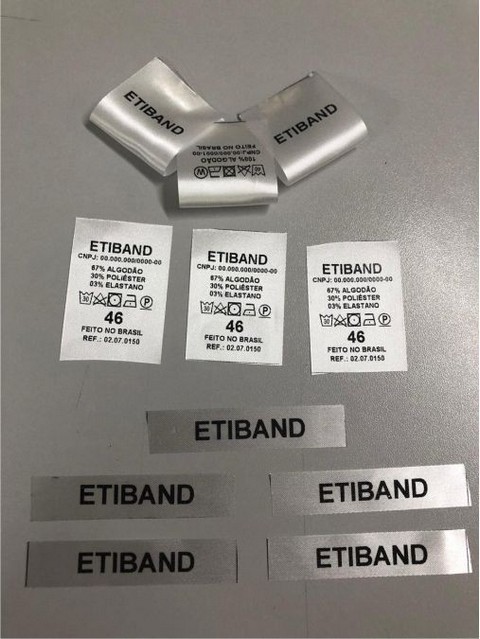 ETIBAND
ETIBAND
100% ALGODÃO
FEITO NO BRASIL
CNPJ: 00.000.000/0001-00
W
ETIBAND
CNPJ: 00.000.000/0000-00
67% ALGODÃO
30% POLIÉSTER
03% ELASTANO
30 P
46
FEITO NO BRASIL
REF.: 02.07.0150
ETIBAND
CNPJ: 00.000.000/0000-00
67% ALGODÃO
30% POLIÉSTER
03% ELASTANO
30 P
46
FEITO NO BRASIL
REF.: 02.07.0150
ETIBAND
CNPJ: 00.000.000/0000-00
67% ALGODÃO
30% POLIÉSTER
03% ELASTANO
30 P
46
FEITO NO BRASIL
REF.: 02.07.0150
ETIBAND
ETIBAND
ETIBAND
ETIBAND
ETIBAND